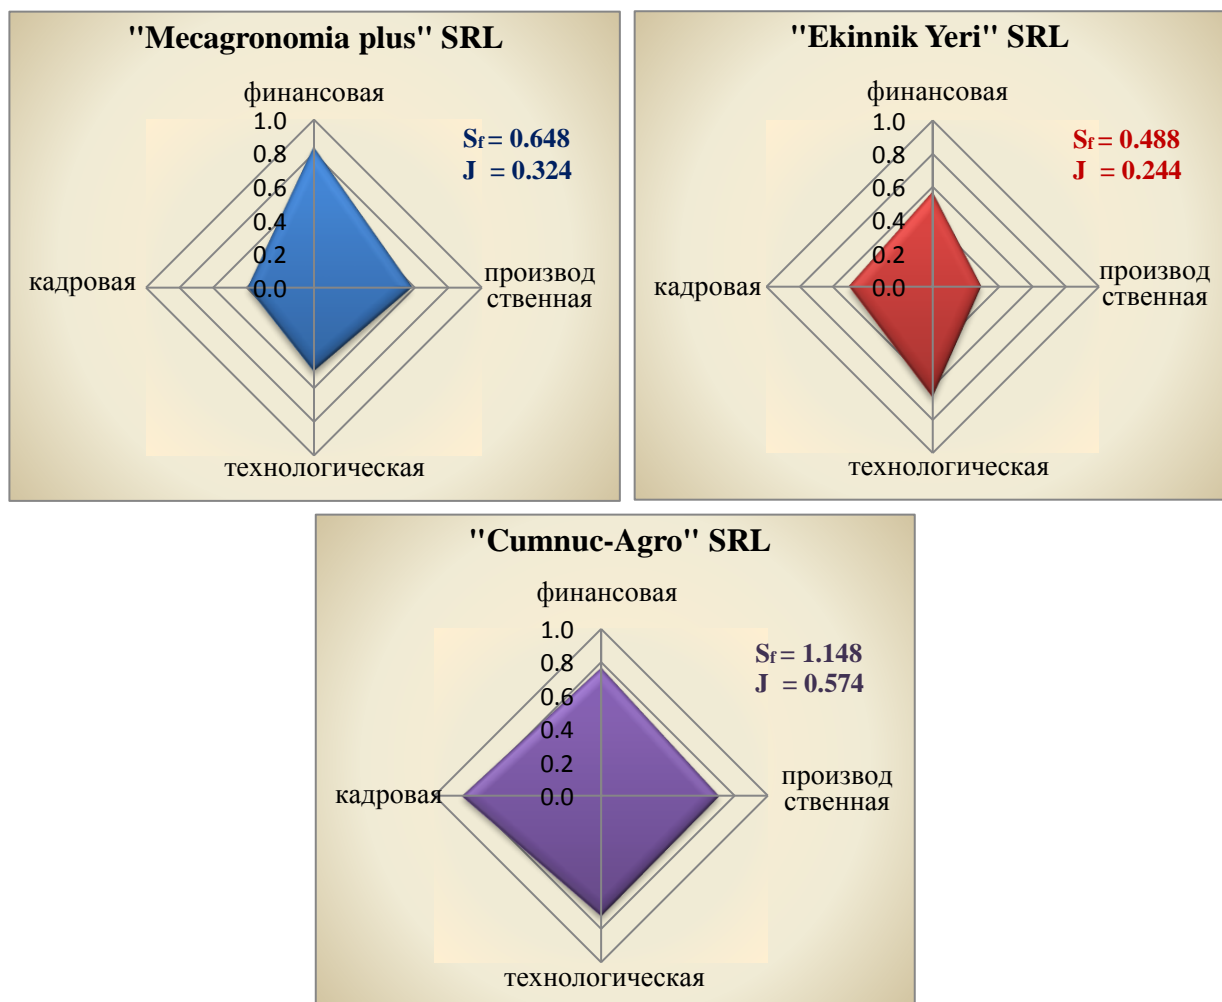 "Mecagronomia plus" SRL
финансовая
1.0
0.8
0.6
0.4
0.2
0.0
Sf = 0.648
J = 0.324
кадровая
производ
ственная
технологическая
"Ekinnik Yeri" SRL
финансовая
1.0
0.8
0.6
0.4
0.2
0.0
Sf = 0.488
J = 0.244
кадровая
производ
ственная
технологическая
"Cumnuc-Agro" SRL
финансовая
1.0
0.8
0.6
0.4
0.2
0.0
Sf = 1.148
J = 0.574
кадровая
производ
ственная
технологическая